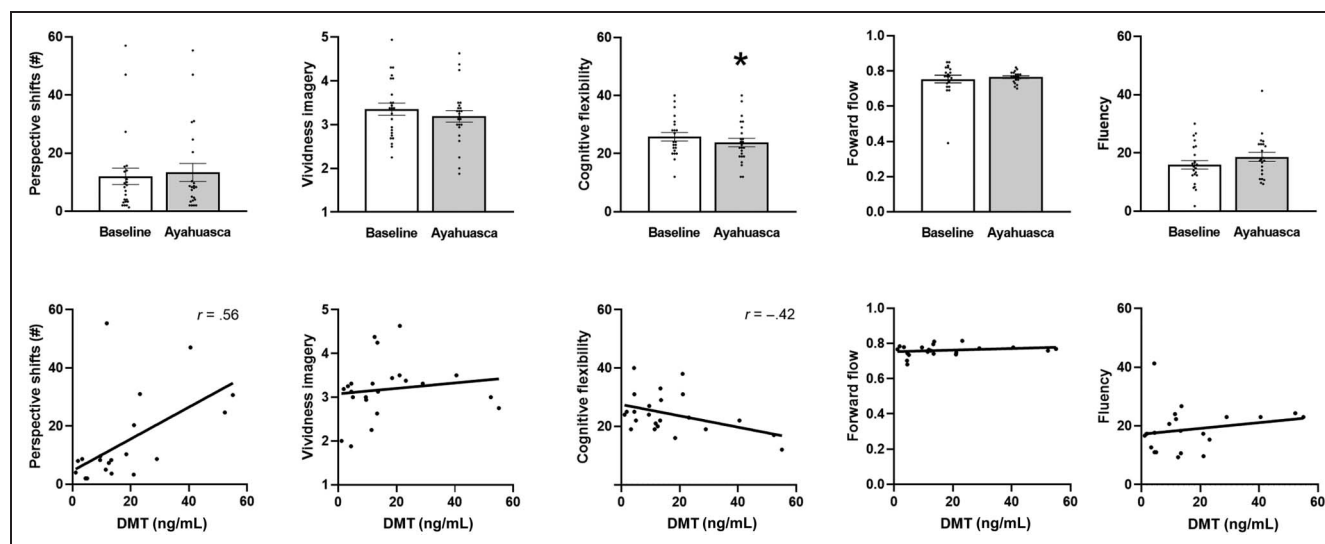 Perspective shifts (#)
60
40
20
0
Baseline Ayahuasca
Vividness imagery
5
4
3
2
1
Baseline Ayahuasca
Cognitive flexibility
60
40
20
0
*
Baseline Ayahuasca
Foward flow
1.0
0.8
0.6
0.4
0.2
0.0
Baseline Ayahuasca
Fluency
60
40
20
0
Baseline Ayahuasca
Perspective shifts (#)
60
40
20
0
r = .56
0 20 40 60
DMT (ng/mL)
Vividness imagery
5
4
3
2
1
0 20 40 60
DMT (ng/mL)
Cognitive flexibility
60
40
20
0
r = –.42
0 20 40 60
DMT (ng/mL)
Forward flow
1.0
0.8
0.6
0.4
0.2
0.0
0 20 40 60
DMT (ng/mL)
Fluency
60
40
20
0
0 20 40 60
DMT (ng/mL)